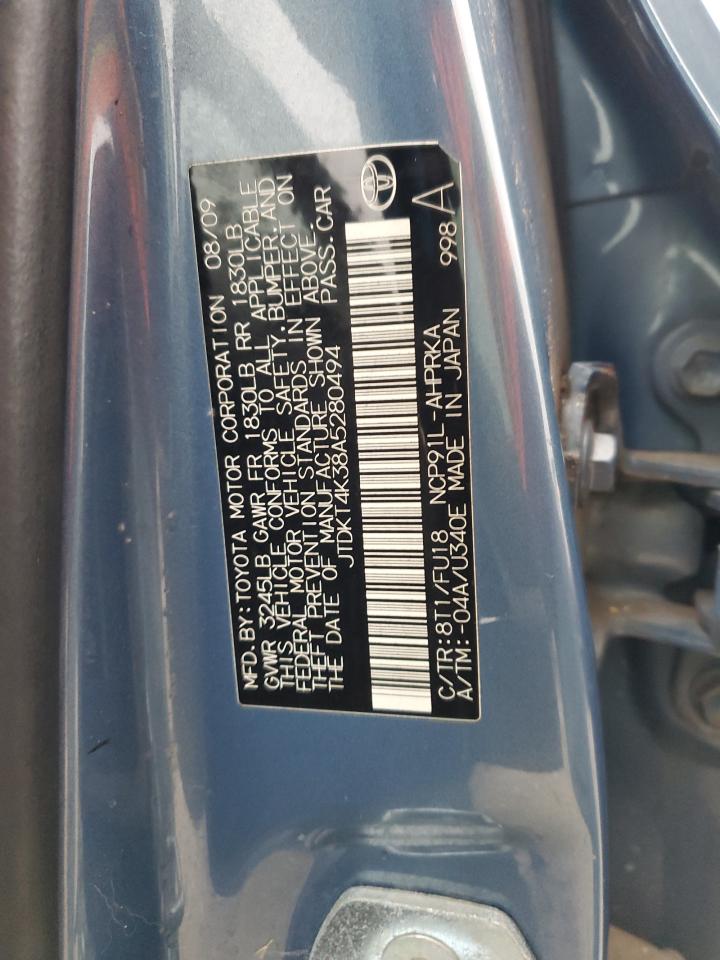 MFD. BY: TOYOTA MOTOR CORPORATION 08/09
GVWR 3245LB GAWR FR 1830LB RR 1830LB
THIS VEHICLE CONFORMS TO ALL APPLICABLE
FEDERAL MOTOR VEHICLE SAFETY, BUMPER, AND
THEFT PREVENTION STANDARDS IN EFFECT ON
THE DATE OF MANUFACTURE SHOWN ABOVE.
JTDKT4K38A5280494 PASS. CAR
C/TR:8T1/FU18 NCP91L-AHPRKA 998A
A/TM:-04A/U340E MADE IN JAPAN